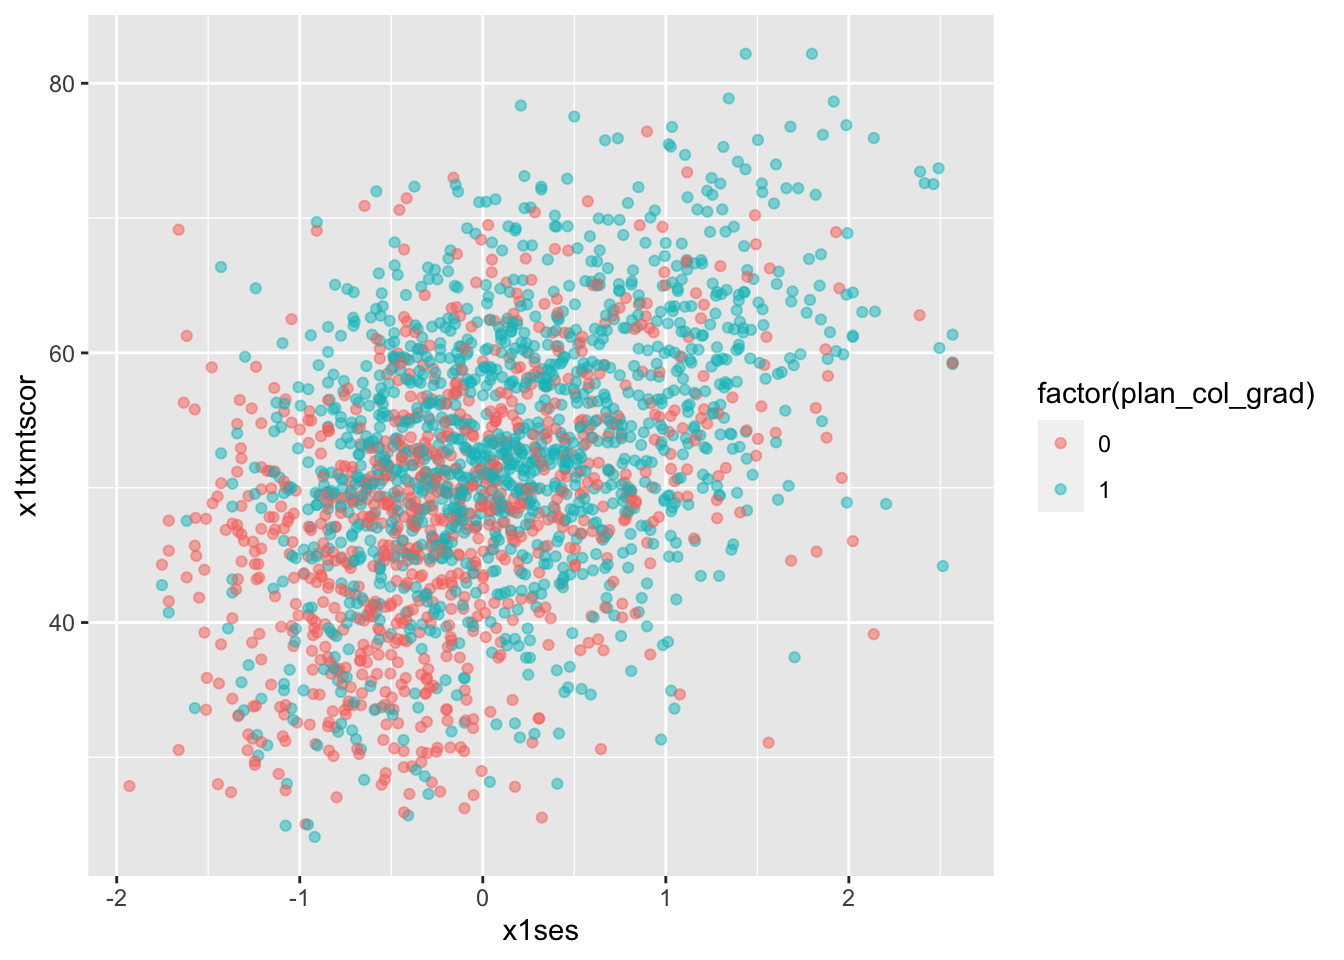 80
60
40
x1txmtscor
-2 -1 0 1 2
x1ses
factor(plan_col_grad)
0
1